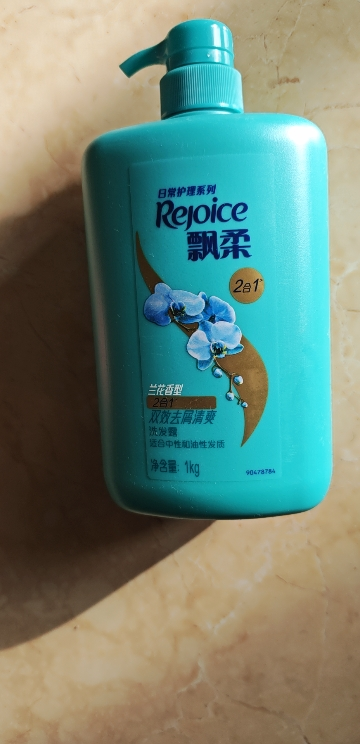 日常护理系列
Rejoice
飘柔
2合1
兰花香型
2合1
双效去屑清爽
洗发露
适合中性和油性发质
净含量: 1kg
90478784